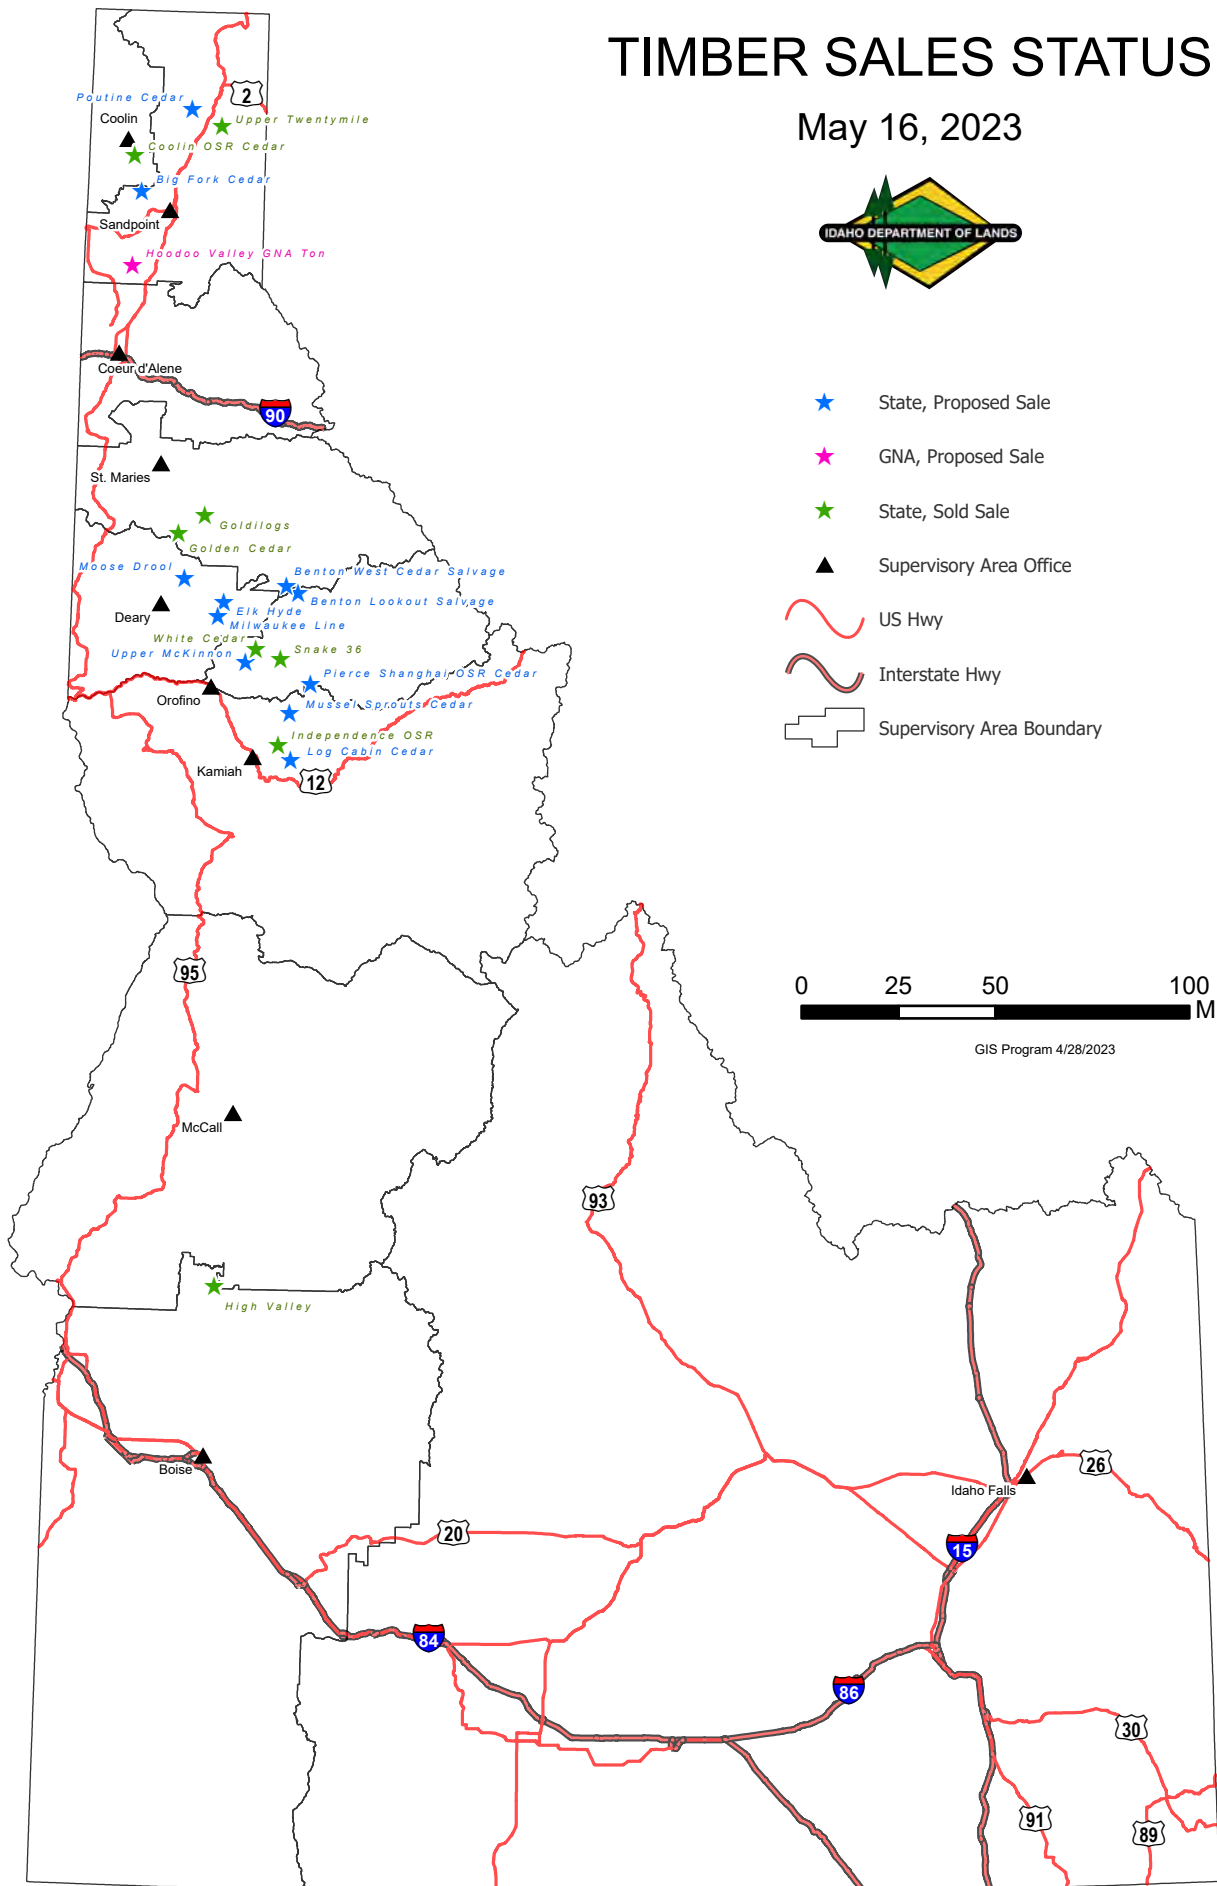 TIMBER SALES STATUS
May 16, 2023
IDAHO DEPARTMENT OF LANDS
State, Proposed Sale
GNA, Proposed Sale
State, Sold Sale
Supervisory Area Office
US Hwy
Interstate Hwy
Supervisory Area Boundary
0 25 50 100
M
GIS Program 4/28/2023
Poutine Cedar
2
Coolin
Upper Twentymile
Coolin OSR Cedar
Big Fork Cedar
Sandpoint
Hoodoo Valley GNA Ton
Coeur d'Alene
90
St. Maries
Goldilogs
Golden Cedar
Moose Drool
Benton West Cedar Salvage
Benton Lookout Salvage
Deary
Elk Hyde
Milwaukee Line
White Cedar
Upper McKinnon
Snake 36
Pierce Shanghai OSR Cedar
Orofino
Mussel Sprouts Cedar
Independence OSR
Log Cabin Cedar
Kamiah
12
95
McCall
93
High Valley
Boise
Idaho Falls
26
20
15
84
86
30
91
89